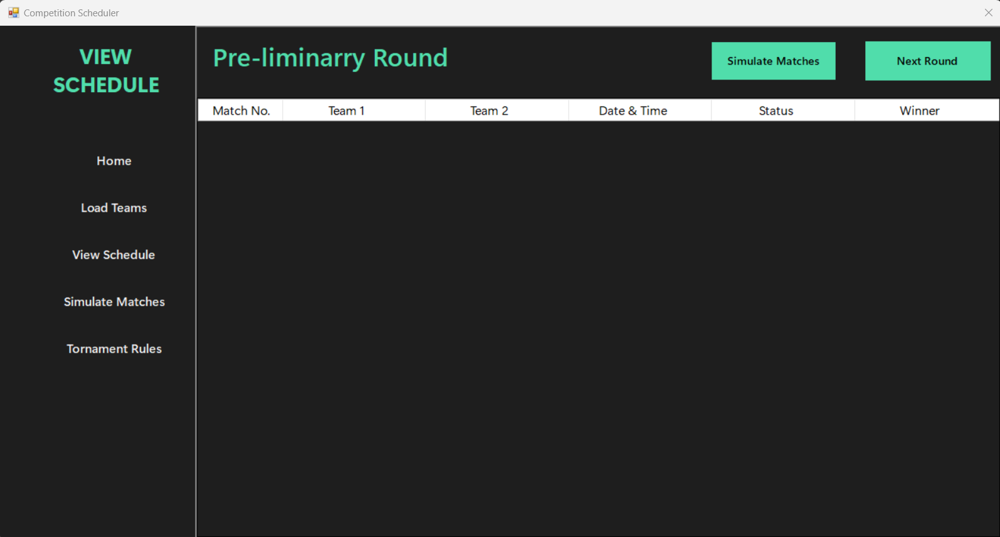 Competition Scheduler
VIEW
SCHEDULE
Home
Load Teams
View Schedule
Simulate Matches
Tornament Rules
Pre-liminarry Round
Simulate Matches
Next Round
Match No. Team 1 Team 2 Date & Time Status Winner